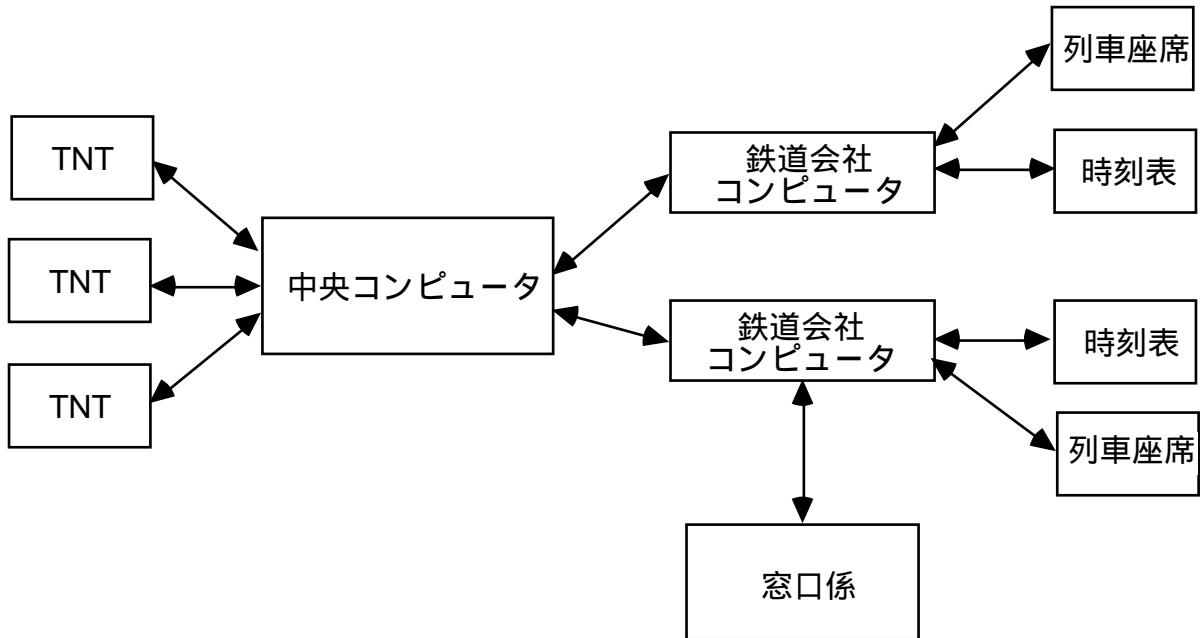 列車座席
TNT
鉄道会社
コンピュータ
時刻表
TNT
中央コンピュータ
鉄道会社
コンピュータ
時刻表
TNT
列車座席
窓口係